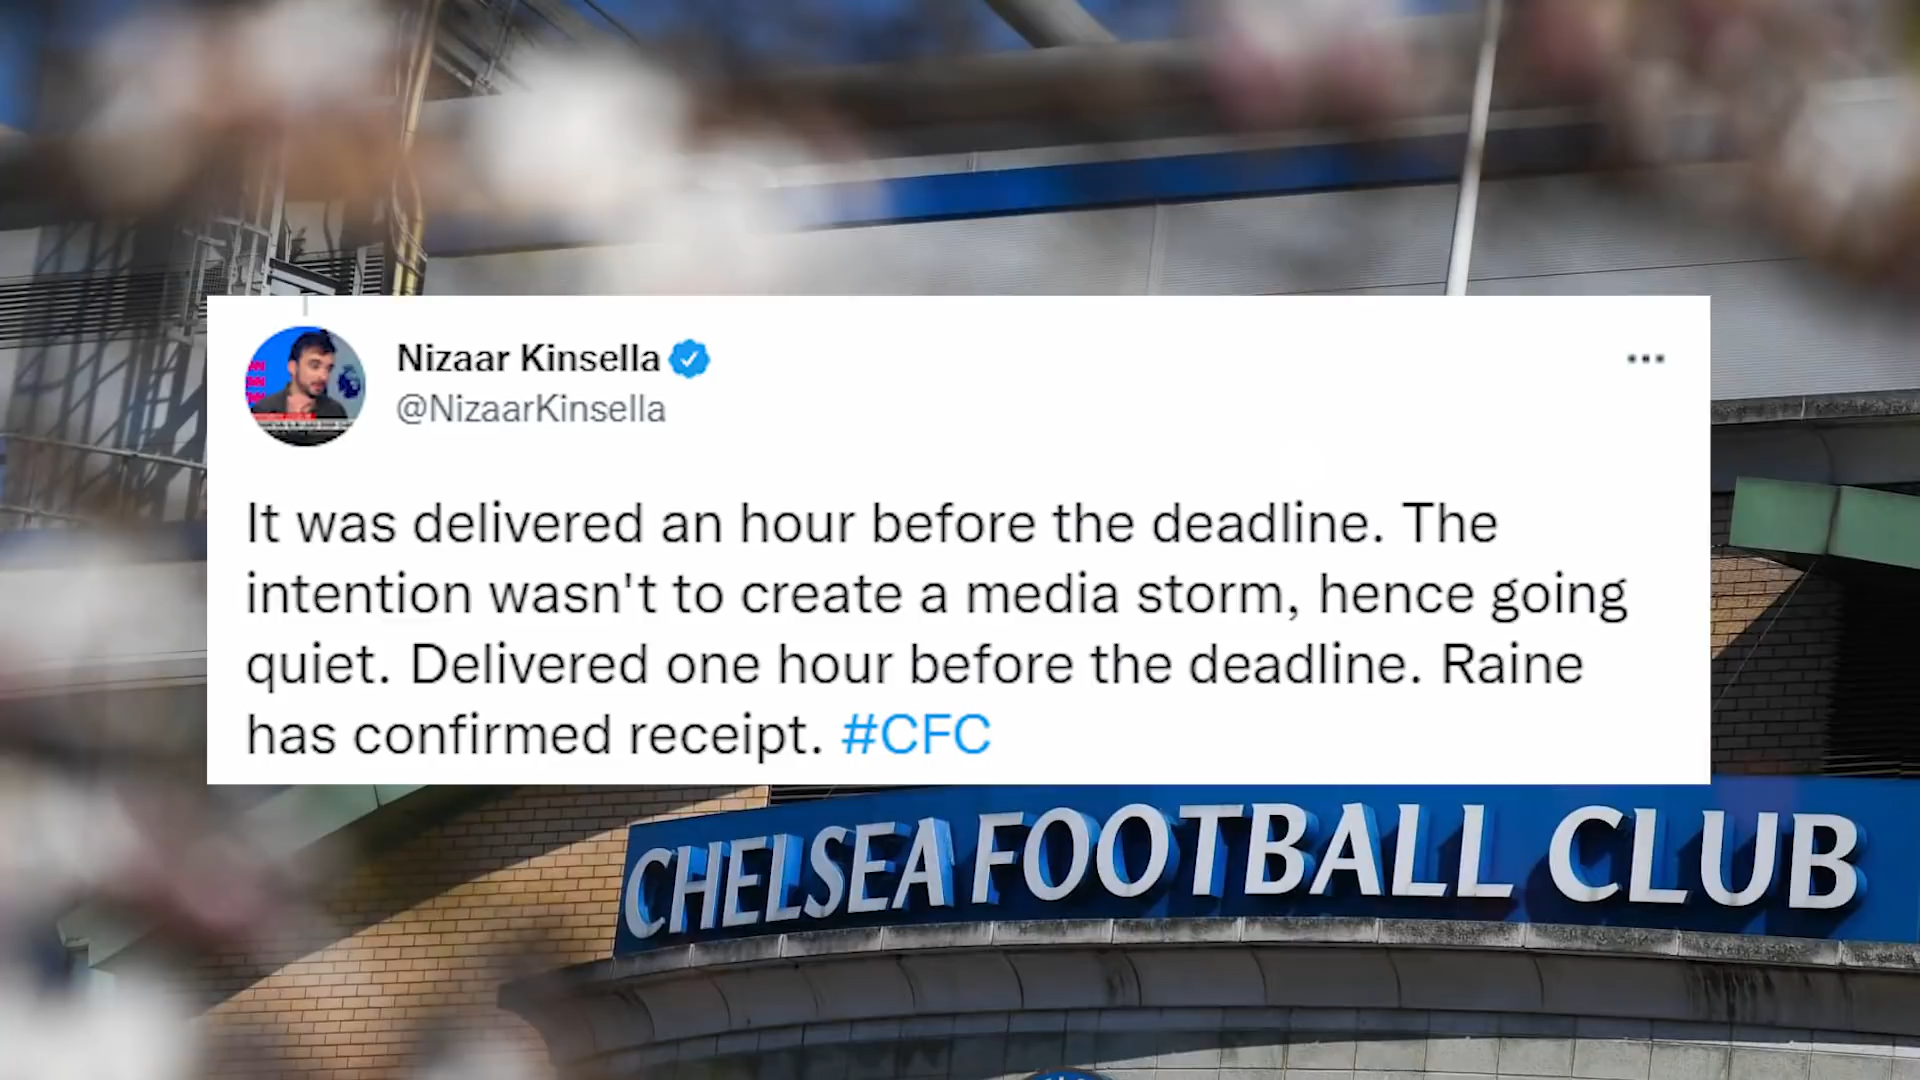 Nizaar Kinsella
@NizaarKinsella
It was delivered an hour before the deadline. The
intention wasn't to create a media storm, hence going
quiet. Delivered one hour before the deadline. Raine
has confirmed receipt. #CFC
CHELSEA FOOTBALL CLUB